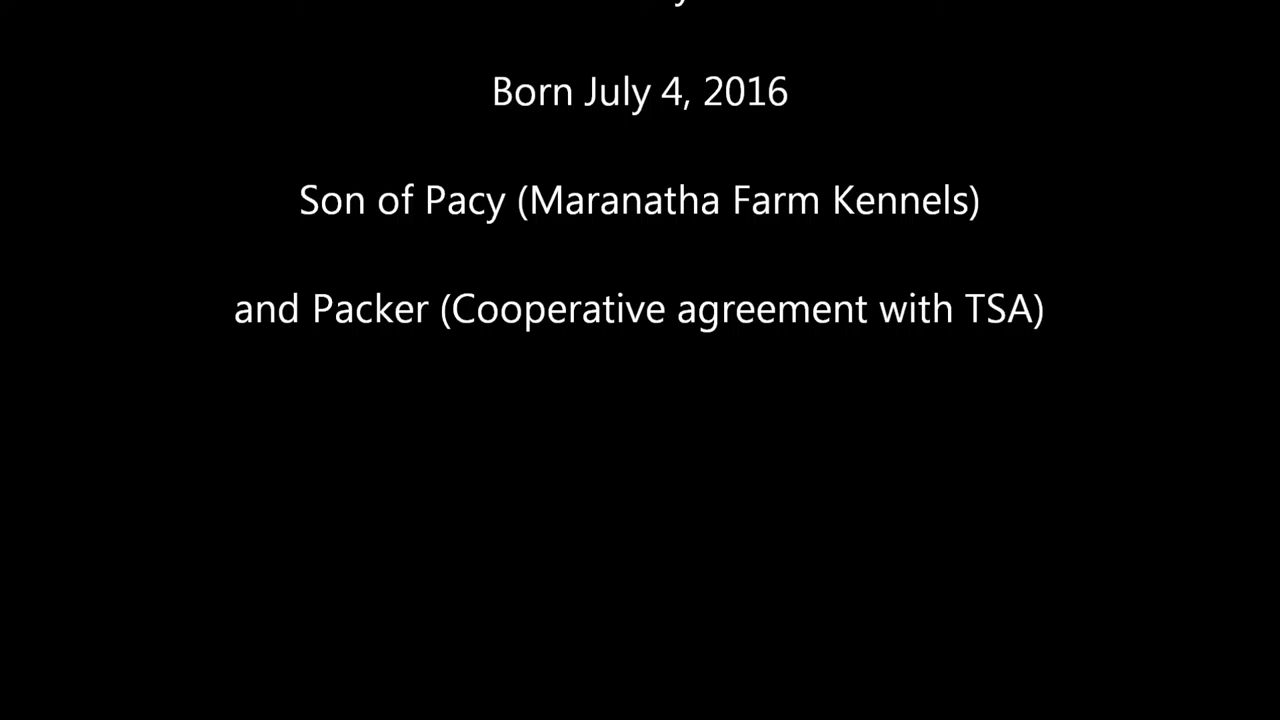 Born July 4, 2016
Son of Pacy (Maranatha Farm Kennels)
and Packer (Cooperative agreement with TSA)